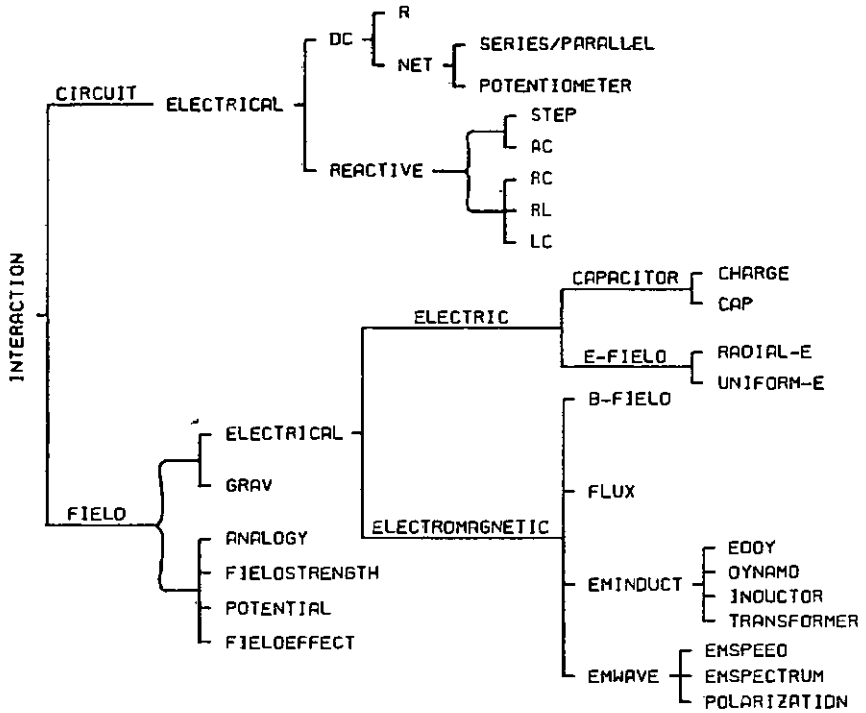 R
DC
SERIES/PARALLEL
NET
POTENTIOMETER
CIRCUIT
ELECTRICAL
STEP
AC
REACTIVE
RC
RL
LC
INTERACTION
CAPACITOR
CHARGE
CAP
ELECTRIC
E-FIELD
RADIAL-E
UNIFORM-E
B-FIELD
ELECTRICAL
GRAV
FLUX
FIELD
ELECTROMAGNETIC
ANALOGY
FIELDSTRENGTH
POTENTIAL
FIELDEFFECT
EDDY
DYNAMO
EMINDUCT
INDUCTOR
TRANSFORMER
EMSPEED
EMWAVE
EMSPECTRUM
POLARIZATION